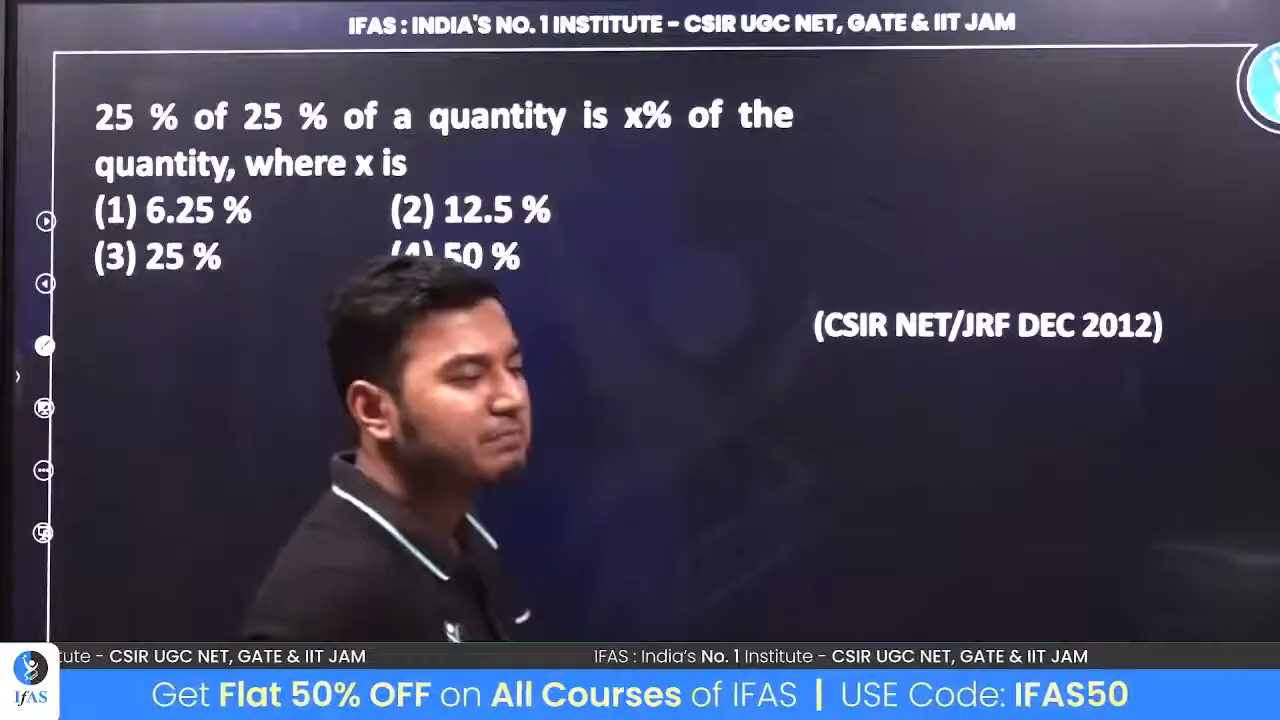 IFAS : INDIA'S NO. 1 INSTITUTE - CSIR UGC NET, GATE & IIT JAM
25 % of 25 % of a quantity is x% of the
quantity, where x is
(1) 6.25 % (2) 12.5 %
(3) 25 % (4) 50 %
(CSIR NET/JRF DEC 2012)
tute - CSIR UGC NET, GATE & IIT JAM IFAS : India's No. 1 Institute - CSIR UGC NET, GATE & IIT JAM
IfAS
Get Flat 50% OFF on All Courses of IFAS | USE Code: IFAS50